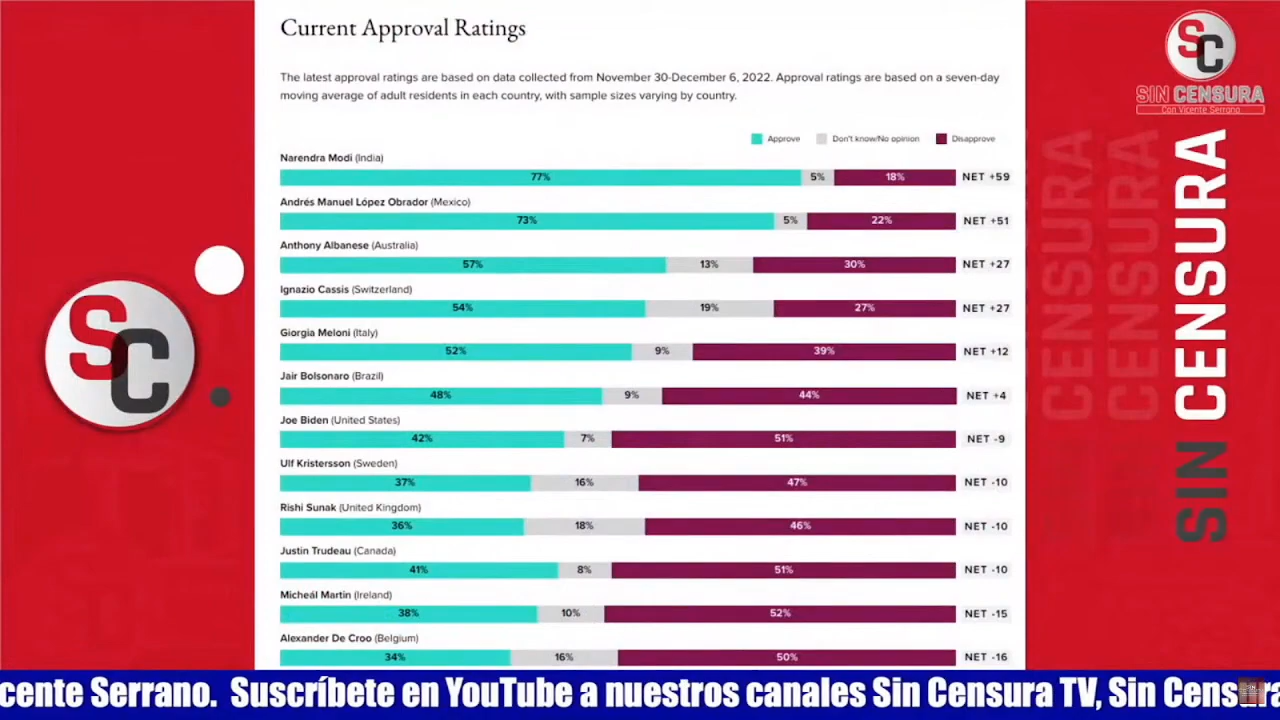 Current Approval Ratings
The latest approval ratings are based on data collected from November 30-December 6, 2022. Approval ratings are based on a seven-day
moving average of adult residents in each country, with sample sizes varying by country.
Approve Don't know/No opinion Disapprove
Narendra Modi (India)
77% 5% 18% NET +59
Andrés Manuel López Obrador (Mexico)
73% 5% 22% NET +51
Anthony Albanese (Australia)
57% 13% 30% NET +27
Ignazio Cassis (Switzerland)
54% 19% 27% NET +27
Giorgia Meloni (Italy)
52% 9% 39% NET +12
Jair Bolsonaro (Brazil)
48% 9% 44% NET +4
Joe Biden (United States)
42% 7% 51% NET -9
Ulf Kristersson (Sweden)
37% 16% 47% NET -10
Rishi Sunak (United Kingdom)
36% 18% 46% NET -10
Justin Trudeau (Canada)
41% 8% 51% NET -10
Micheál Martin (Ireland)
38% 10% 52% NET -15
Alexander De Croo (Belgium)
34% 16% 50% NET -16
SC
SC
SIN CENSURA
Con Vicente Serrano
SIN CENSURA
CENSURA
CENSURA
cente Serrano. Suscríbete en YouTube a nuestros canales Sin Censura TV, Sin Censura